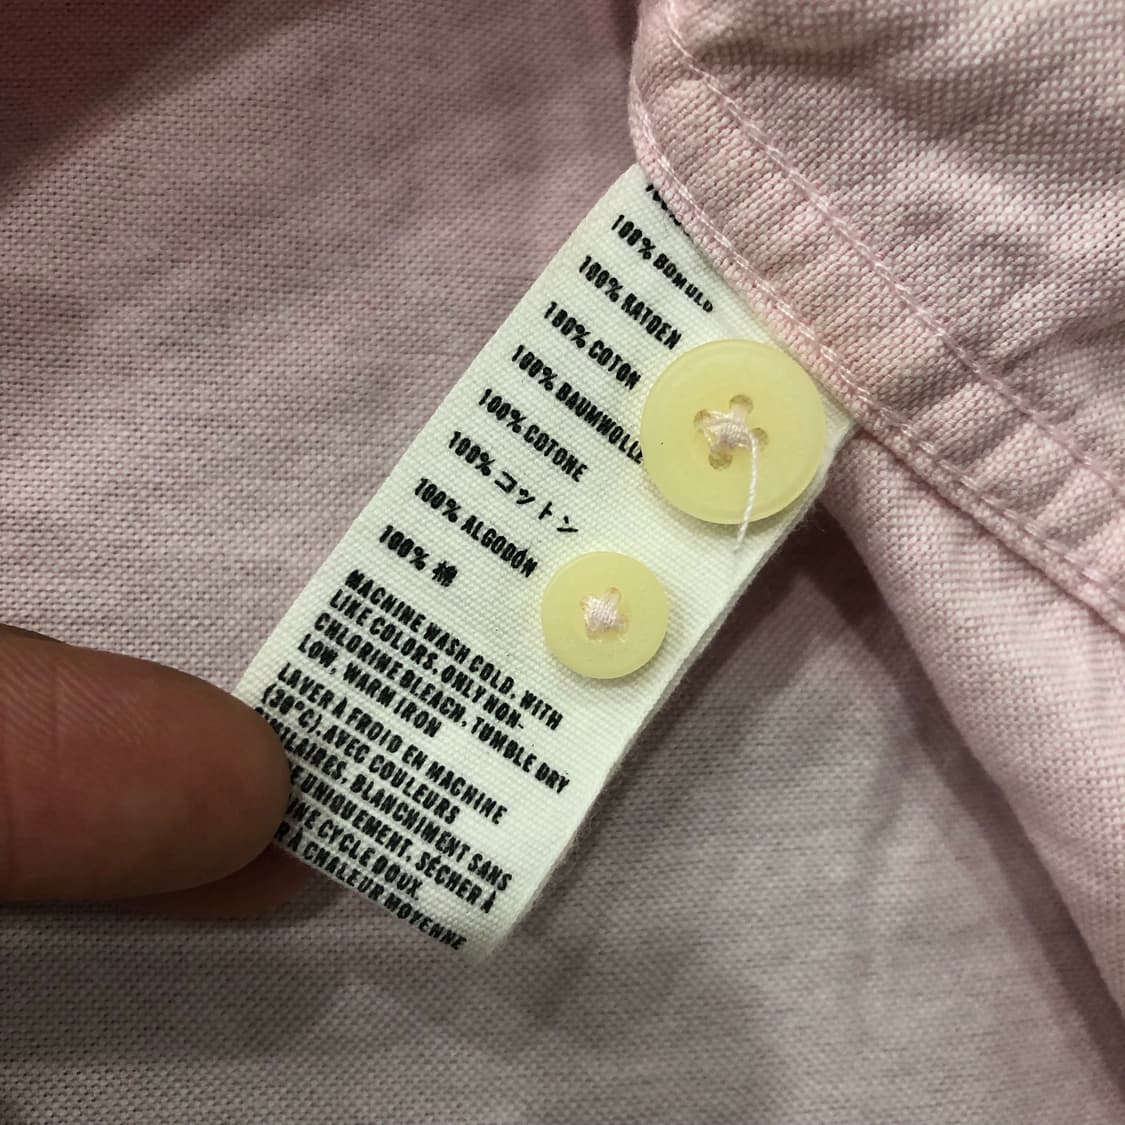 100% BOMULD
100% KATOEN
100% COTON
100% BAUMWOLLE
100% COTONE
100% コットン
100% ALGODÓN
100% 棉
MACHINE WASH COLD, WITH
LIKE COLORS, ONLY NON-
CHLORINE BLEACH, TUMBLE DRY
LOW, WARM IRON
LAVER À FROID EN MACHINE
(30°C), AVEC COULEURS
BLANCHIMENT SANS
UNIQUEMENT, SÉCHER À
CYCLE DOUX,
À CHALEUR MOYENNE